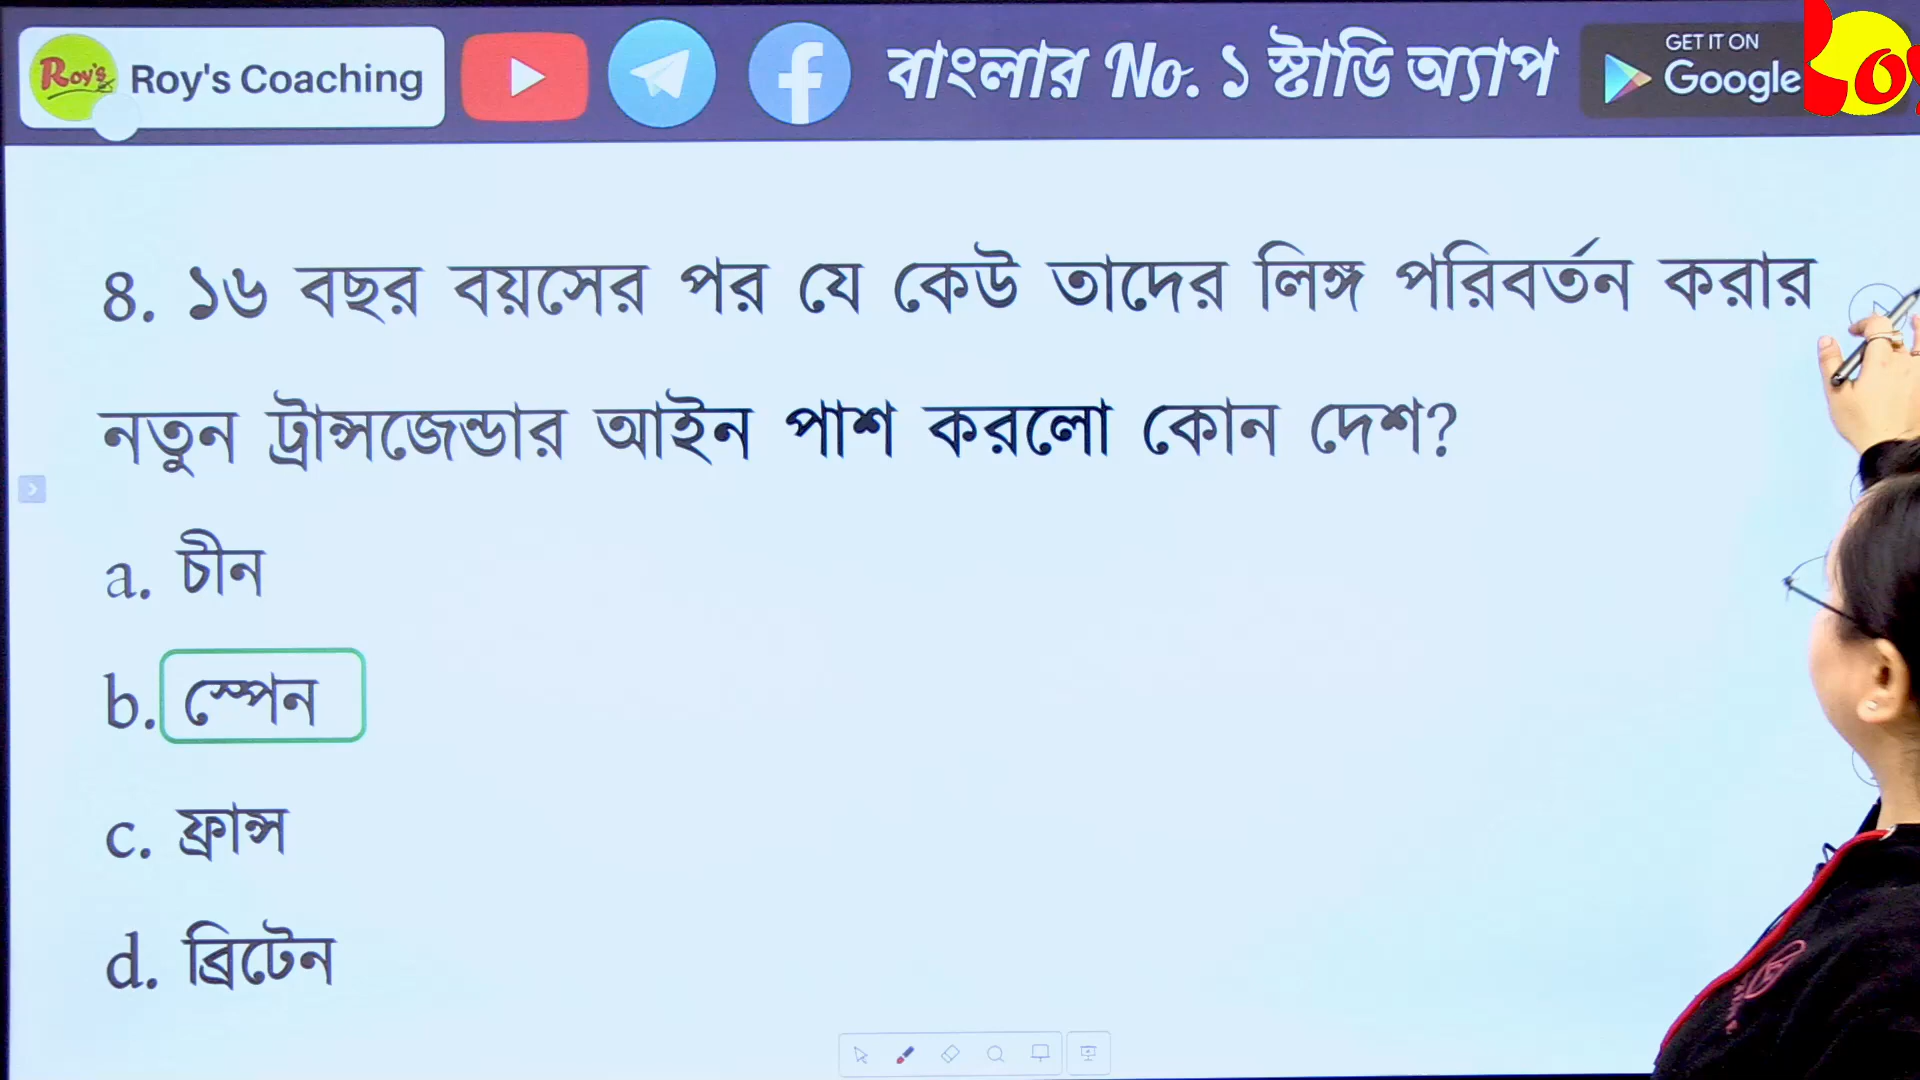 Roy's Roy's Coaching বাংলার No. ১ স্টাডি অ্যাপ GET IT ON
Google
8. ১৬ বছর বয়সের পর যে কেউ তাদের লিঙ্গ পরিবর্তন করার
নতুন ট্রান্সজেন্ডার আইন পাশ করলো কোন দেশ?
a. চীন
b. স্পেন
c. ফ্রান্স
d. ব্রিটেন